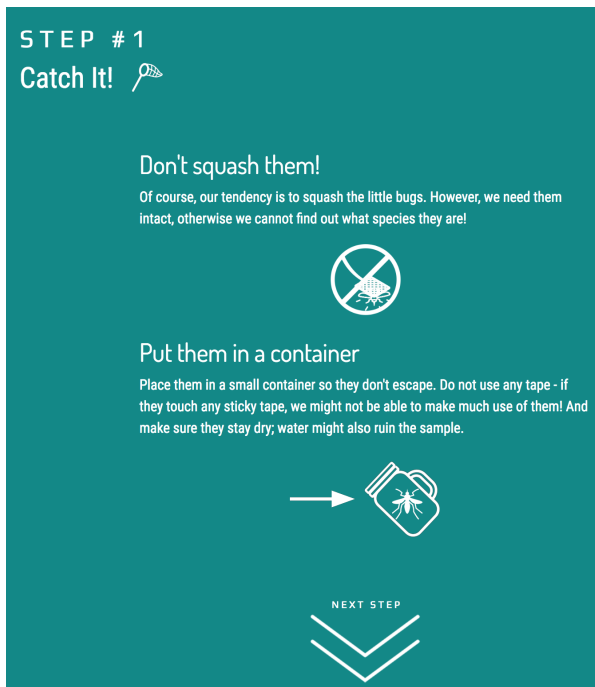 STEP #1
Catch It!
Don't squash them!
Of course, our tendency is to squash the little bugs. However, we need them
intact, otherwise we cannot find out what species they are!
Put them in a container
Place them in a small container so they don't escape. Do not use any tape - if
they touch any sticky tape, we might not be able to make much use of them! And
make sure they stay dry; water might also ruin the sample.
NEXT STEP